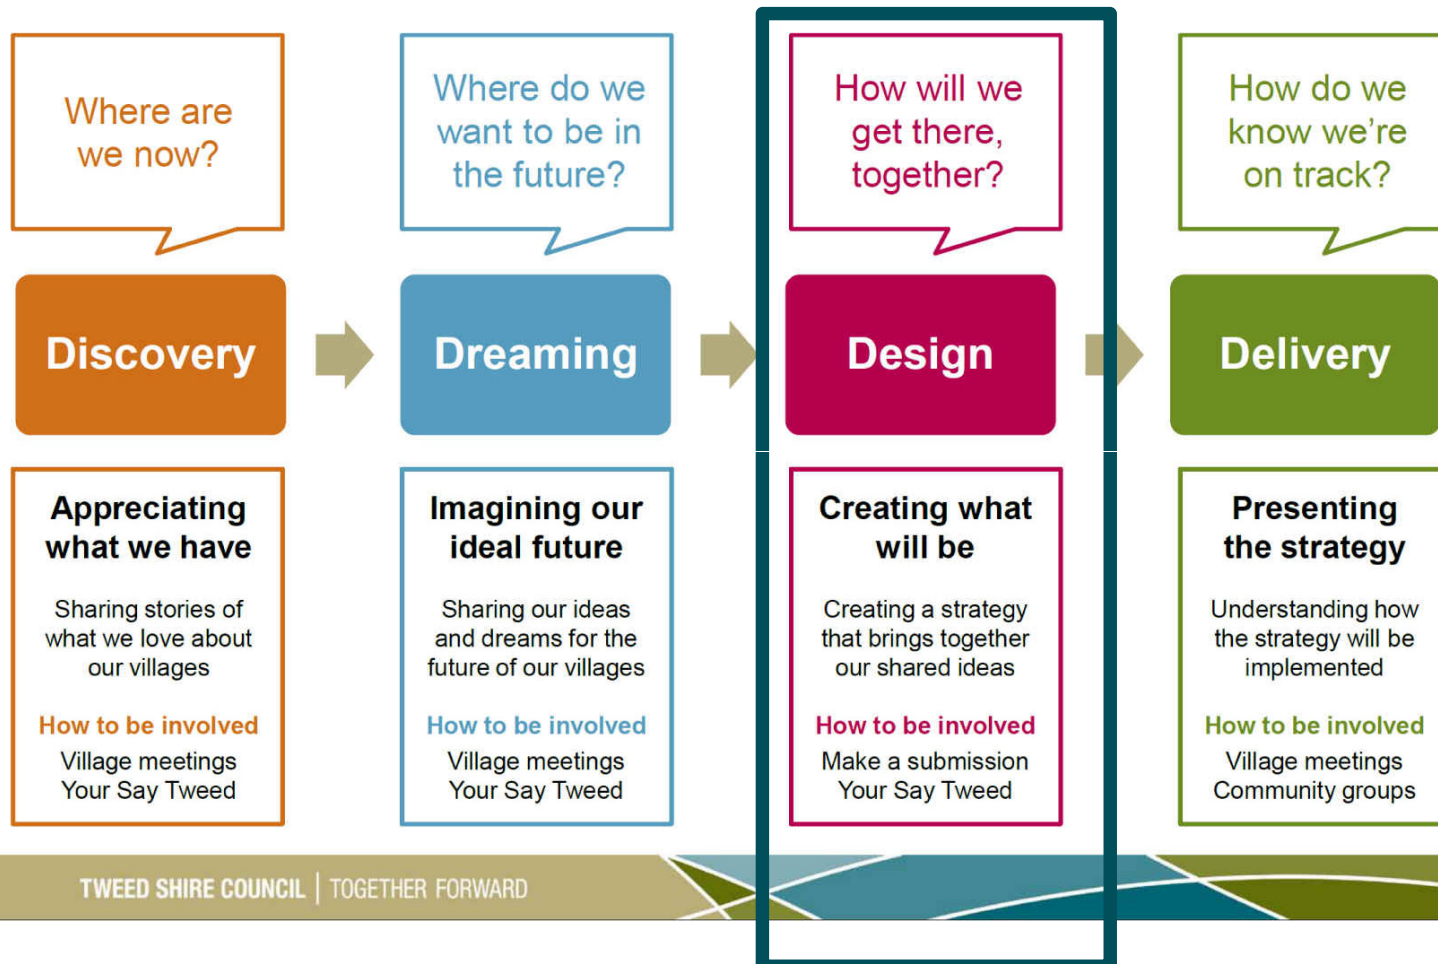 Where are
we now?
Where do we
want to be in
the future?
How will we
get there,
together?
How do we
know we're
on track?
Discovery
Dreaming
Design
Delivery
Appreciating
what we have
Sharing stories of
what we love about
our villages
How to be involved
Village meetings
Your Say Tweed
Imagining our
ideal future
Sharing our ideas
and dreams for the
future of our villages
How to be involved
Village meetings
Your Say Tweed
Creating what
will be
Creating a strategy
that brings together
our shared ideas
How to be involved
Make a submission
Your Say Tweed
Presenting
the strategy
Understanding how
the strategy will be
implemented
How to be involved
Village meetings
Community groups
TWEED SHIRE COUNCIL | TOGETHER FORWARD